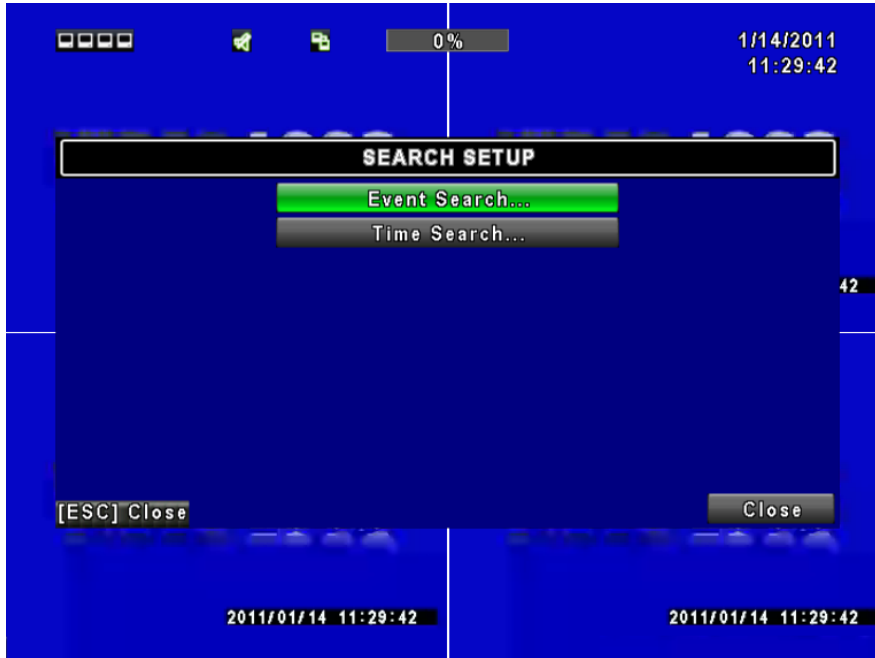 0%
1/14/2011
11:29:42
SEARCH SETUP
Event Search...
Time Search...
42
[ESC] Close
Close
2011/01/14 11:29:42
2011/01/14 11:29:42